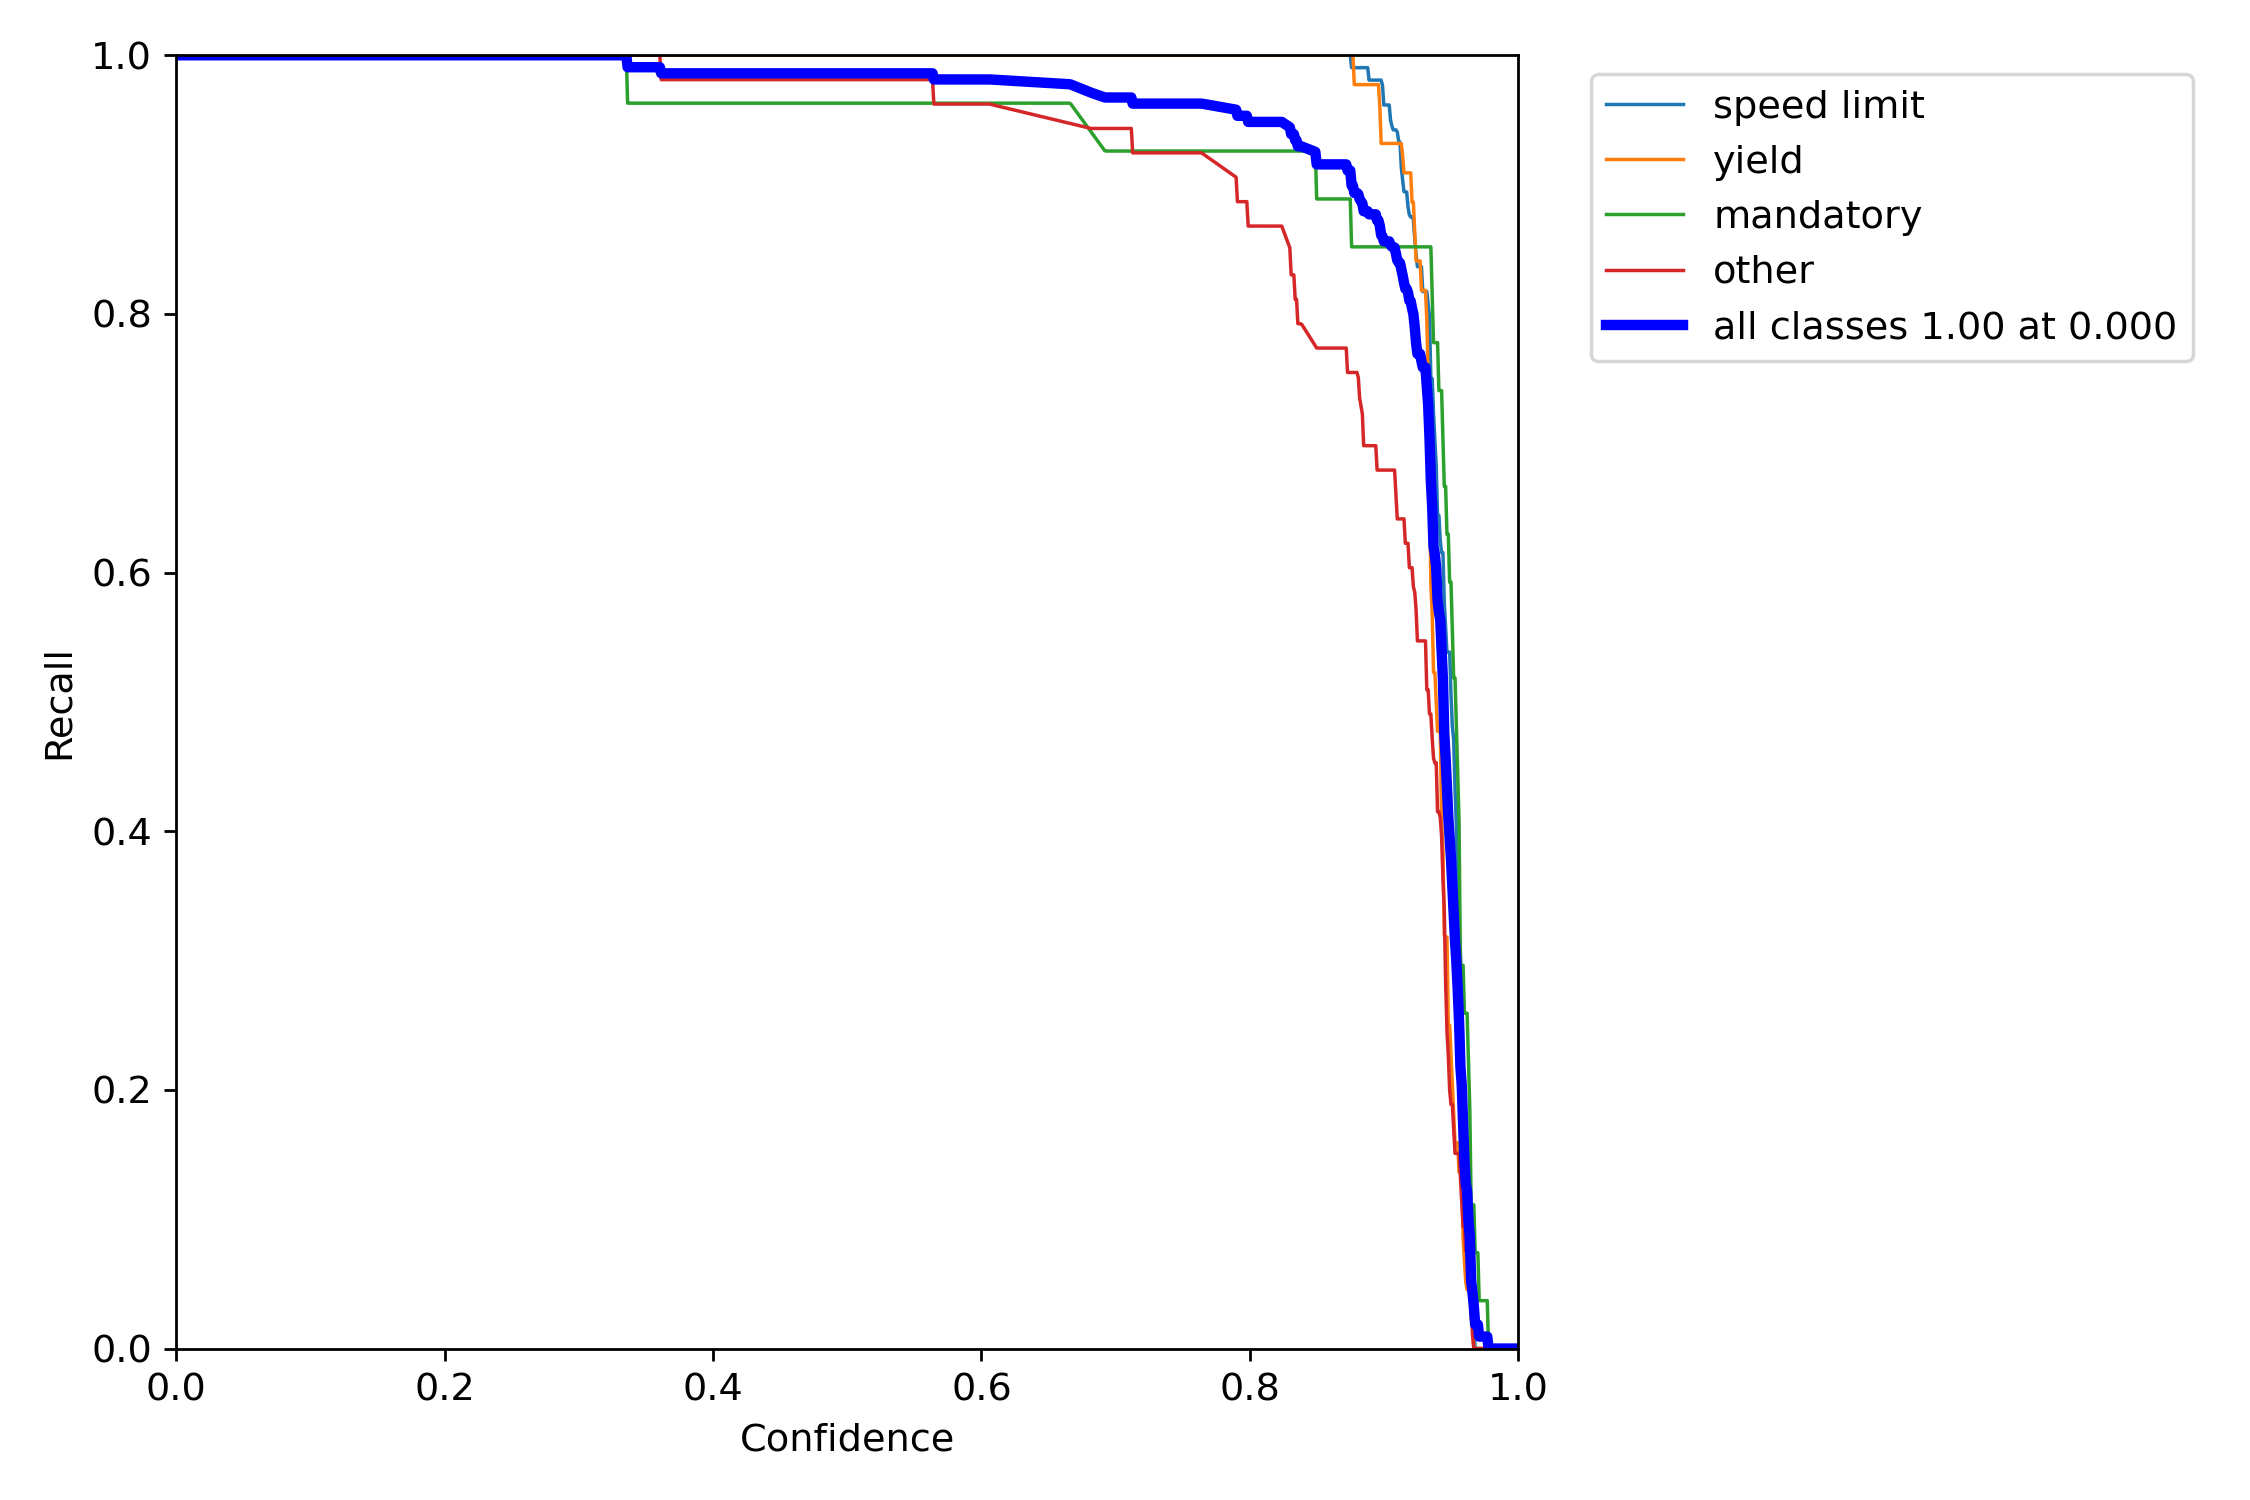 1.0
0.8
0.6
0.4
0.2
0.0
Recall
0.0 0.2 0.4 0.6 0.8 1.0
Confidence
speed limit
yield
mandatory
other
all classes 1.00 at 0.000